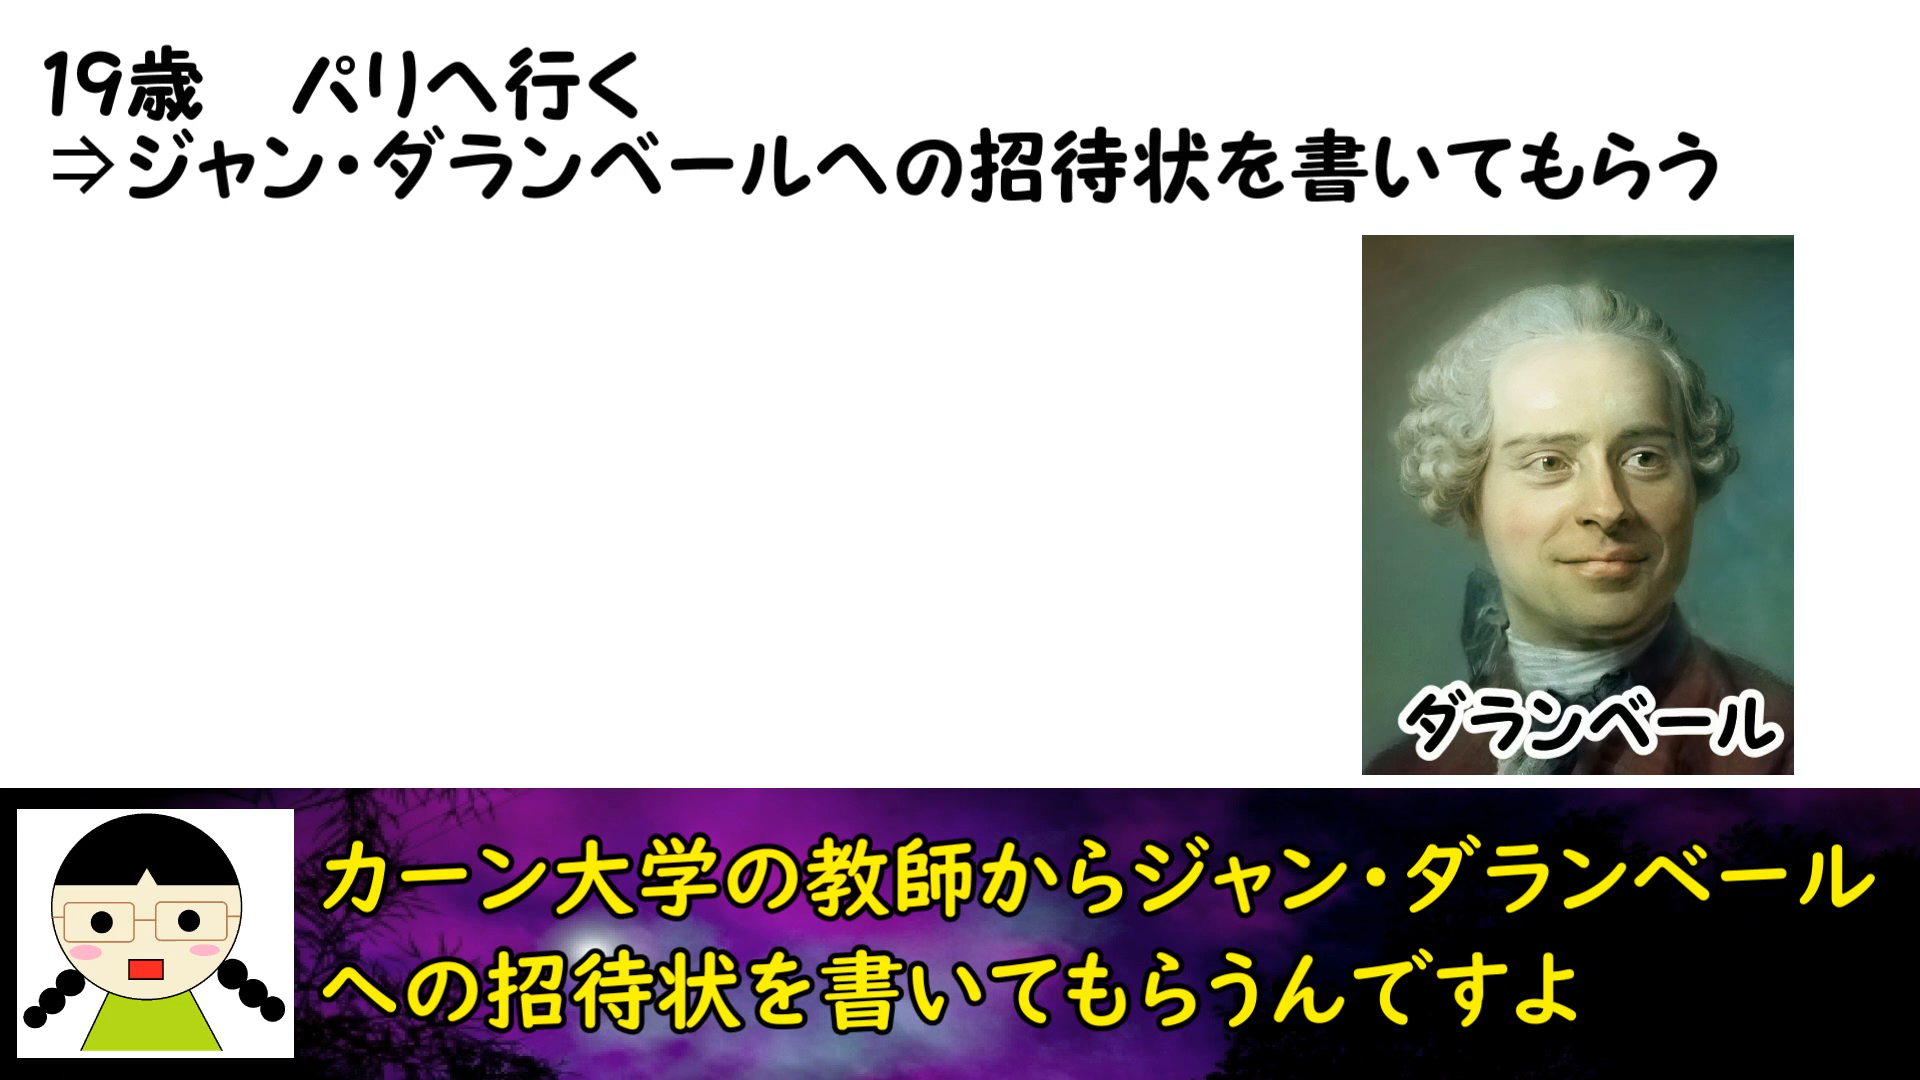 19歳　パリへ行く
⇒ジャン・ダランベールへの招待状を書いてもらう
ダランベール
カーン大学の教師からジャン・ダランベール
への招待状を書いてもらうんですよ